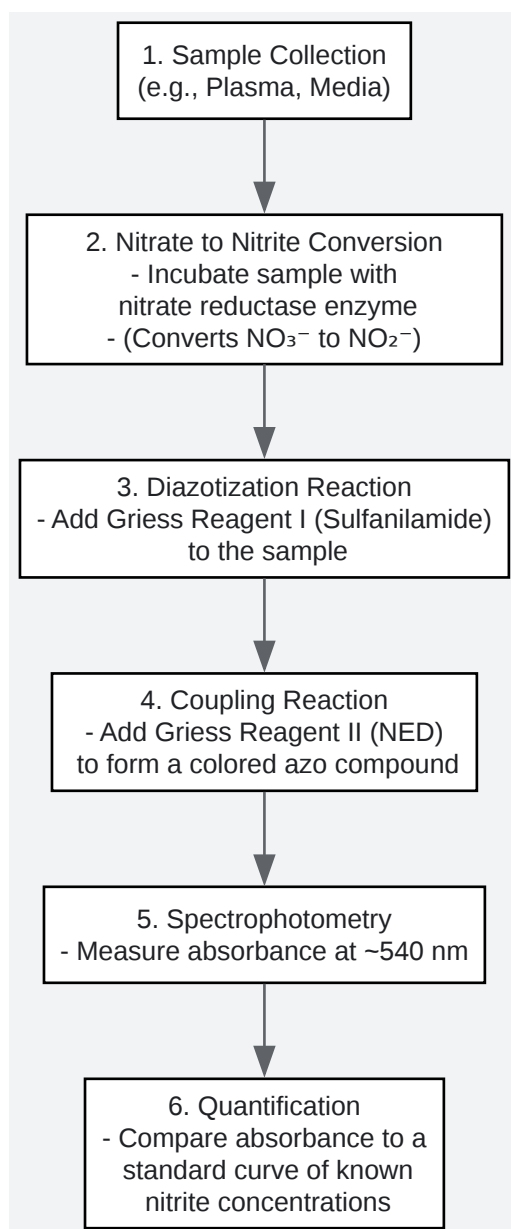 1. Sample Collection
(e.g., Plasma, Media)
2. Nitrate to Nitrite Conversion
- Incubate sample with
nitrate reductase enzyme
- (Converts NO₃⁻ to NO₂⁻)
3. Diazotization Reaction
- Add Griess Reagent I (Sulfanilamide)
to the sample
4. Coupling Reaction
- Add Griess Reagent II (NED)
to form a colored azo compound
5. Spectrophotometry
- Measure absorbance at ~540 nm
6. Quantification
- Compare absorbance to a
standard curve of known
nitrite concentrations